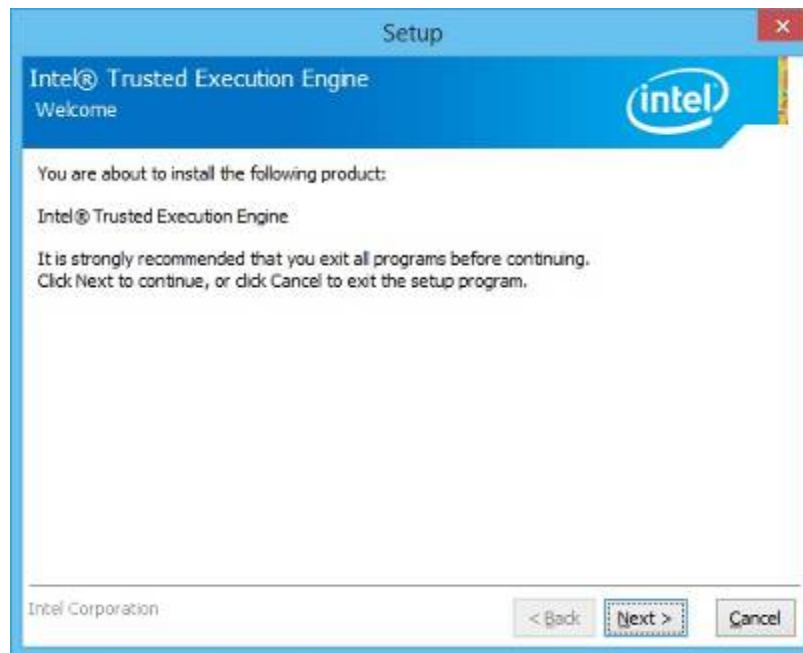 Setup
Intel® Trusted Execution Engine
Welcome
intel
You are about to install the following product:
Intel® Trusted Execution Engine
It is strongly recommended that you exit all programs before continuing.
Click Next to continue, or click Cancel to exit the setup program.
Intel Corporation
< Back
Next >
Cancel